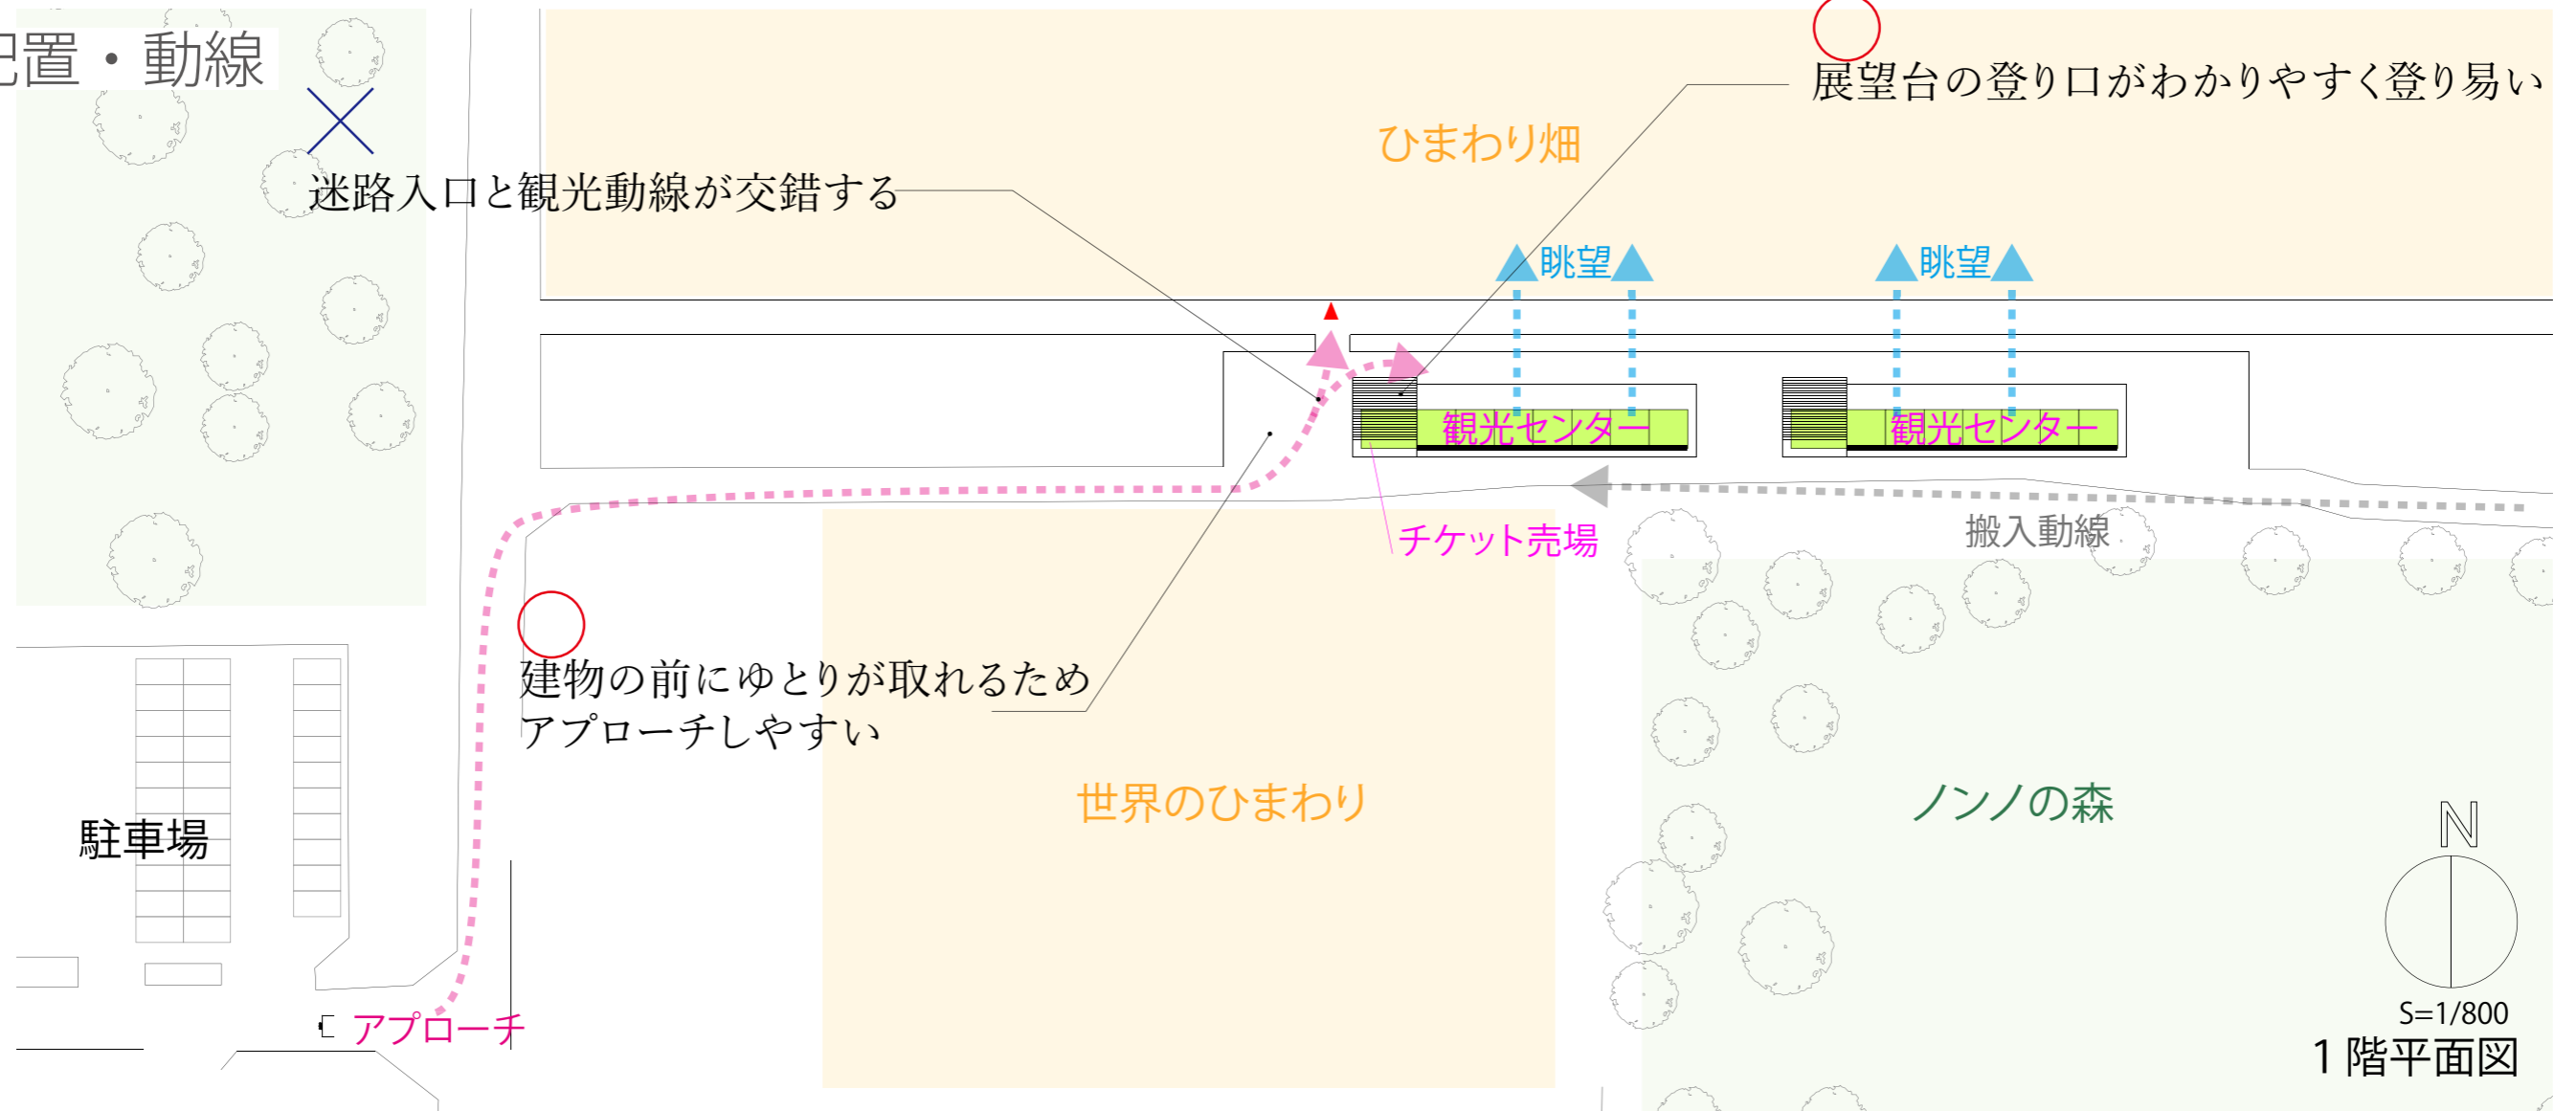 配置・動線
展望台の登り口がわかりやすく登り易い
ひまわり畑
迷路入口と観光動線が交錯する
眺望
眺望
観光センター
観光センター
チケット売場
搬入動線
建物の前にゆとりが取れるため
アプローチしやすい
世界のひまわり
ノンノの森
駐車場
N
S=1/800
アプローチ
1階平面図